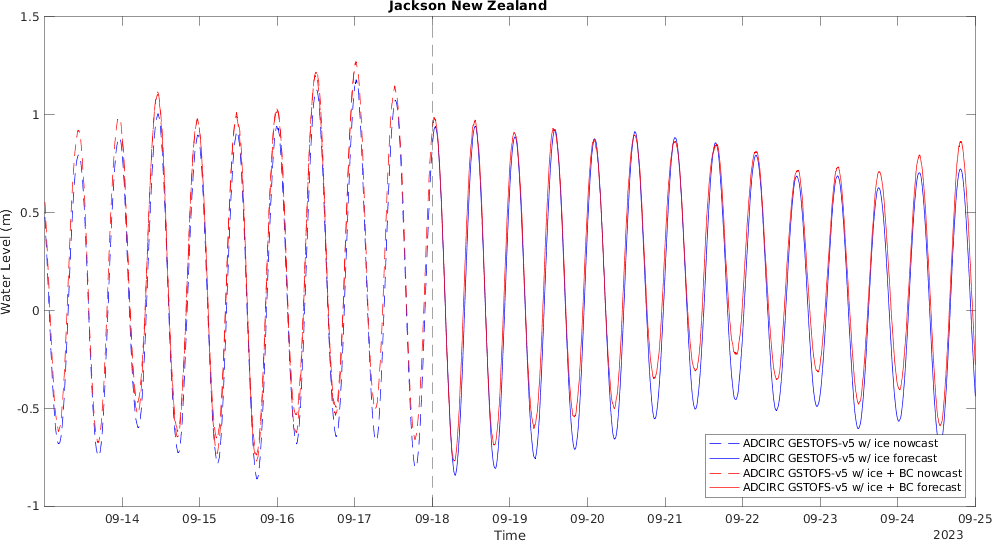 Jackson New Zealand
1.5
1
0.5
0
-0.5
-1
Water Level (m)
09-14 09-15 09-16 09-17 09-18 09-19 09-20 09-21 09-22 09-23 09-24 09-25
Time
2023
ADCIRC GESTOFS-v5 w/ ice nowcast
ADCIRC GESTOFS-v5 w/ ice forecast
ADCIRC GSTOFS-v5 w/ ice + BC nowcast
ADCIRC GSTOFS-v5 w/ ice + BC forecast